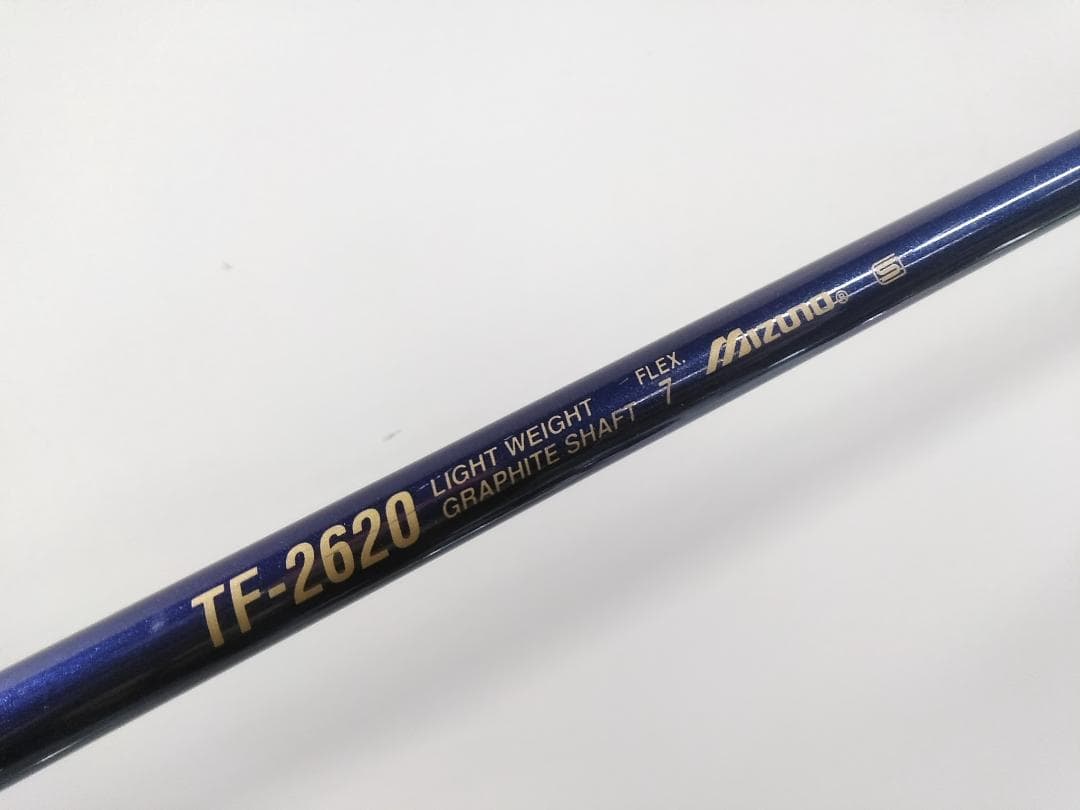 TF-2620
LIGHT WEIGHT
GRAPHITE SHAFT
FLEX.
7
MIZUNO® S